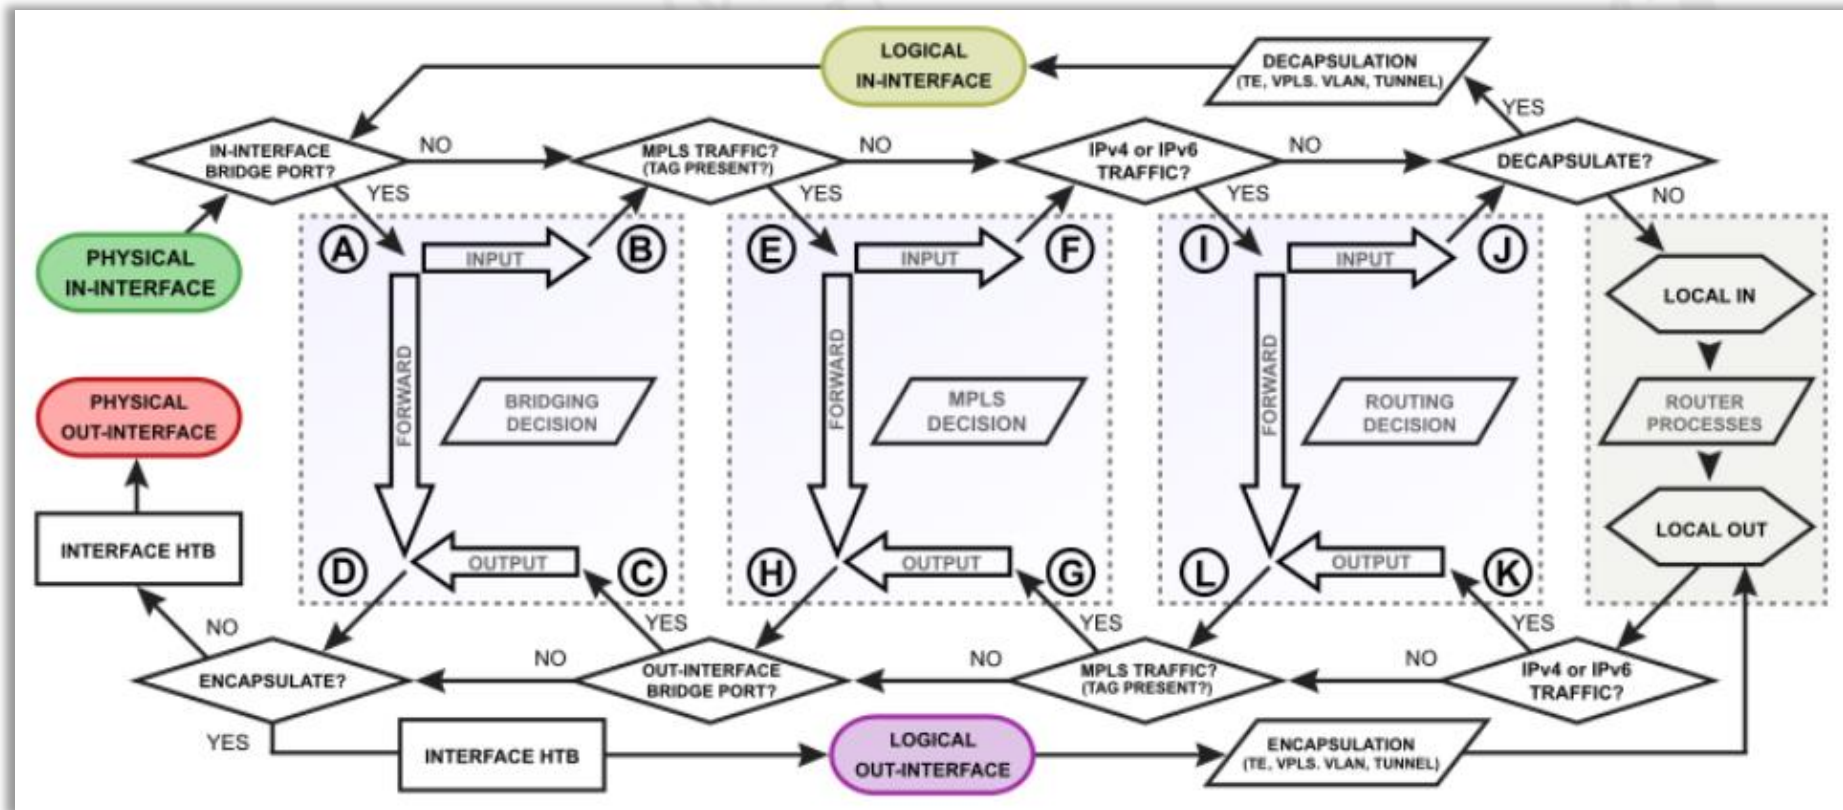 LOGICAL
IN-INTERFACE
DECAPSULATION
(TE, VPLS. VLAN, TUNNEL)
YES
IN-INTERFACE
BRIDGE PORT?
NO
MPLS TRAFFIC?
(TAG PRESENT?)
NO
IPv4 or IPv6
TRAFFIC?
NO
DECAPSULATE?
YES
YES
YES
NO
PHYSICAL
IN-INTERFACE
A
INPUT
B
E
INPUT
F
I
INPUT
J
LOCAL IN
FORWARD
FORWARD
FORWARD
PHYSICAL
OUT-INTERFACE
BRIDGING
DECISION
MPLS
DECISION
ROUTING
DECISION
ROUTER
PROCESSES
INTERFACE HTB
LOCAL OUT
D
OUTPUT
C
H
OUTPUT
G
L
OUTPUT
K
NO
YES
YES
YES
ENCAPSULATE?
NO
OUT-INTERFACE
BRIDGE PORT?
NO
MPLS TRAFFIC?
(TAG PRESENT?)
NO
IPv4 or IPv6
TRAFFIC?
YES
INTERFACE HTB
LOGICAL
OUT-INTERFACE
ENCAPSULATION
(TE, VPLS. VLAN, TUNNEL)